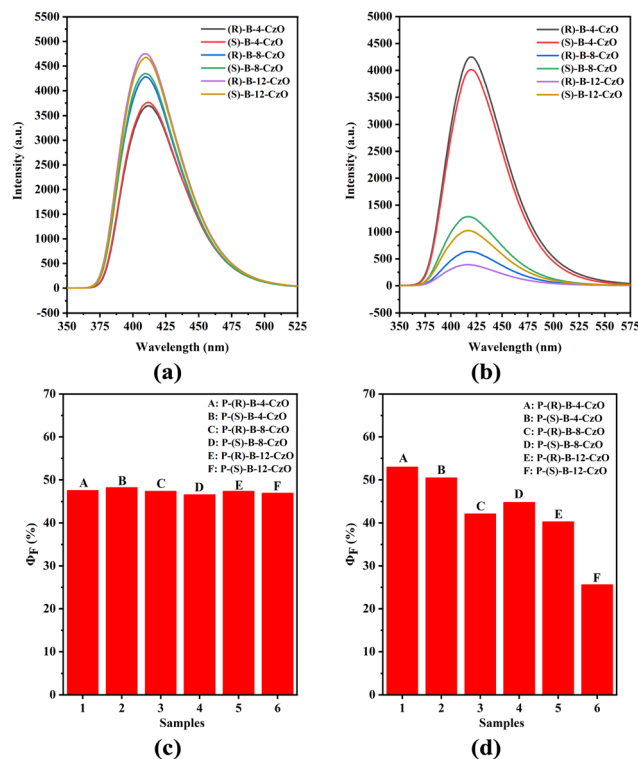 5500
5000
4500
4000
3500
3000
2500
2000
1500
1000
500
0
-500
Intensity (a.u.)
(R)-B-4-CzO
(S)-B-4-CzO
(R)-B-8-CzO
(S)-B-8-CzO
(R)-B-12-CzO
(S)-B-12-CzO
350 375 400 425 450 475 500 525
Wavelength (nm)
(a)
5000
4500
4000
3500
3000
2500
2000
1500
1000
500
0
-500
Intensity (a.u.)
(R)-B-4-CzO
(S)-B-4-CzO
(R)-B-8-CzO
(S)-B-8-CzO
(R)-B-12-CzO
(S)-B-12-CzO
350 375 400 425 450 475 500 525 550 575
Wavelength (nm)
(b)
70
60
50
40
30
20
10
0
ΦF (%)
A: P-(R)-B-4-CzO
B: P-(S)-B-4-CzO
C: P-(R)-B-8-CzO
D: P-(S)-B-8-CzO
E: P-(R)-B-12-CzO
F: P-(S)-B-12-CzO
A B C D E F
1 2 3 4 5 6
Samples
(c)
70
60
50
40
30
20
10
0
ΦF (%)
A: P-(R)-B-4-CzO
B: P-(S)-B-4-CzO
C: P-(R)-B-8-CzO
D: P-(S)-B-8-CzO
E: P-(R)-B-12-CzO
F: P-(S)-B-12-CzO
A B C D E F
1 2 3 4 5 6
Samples
(d)